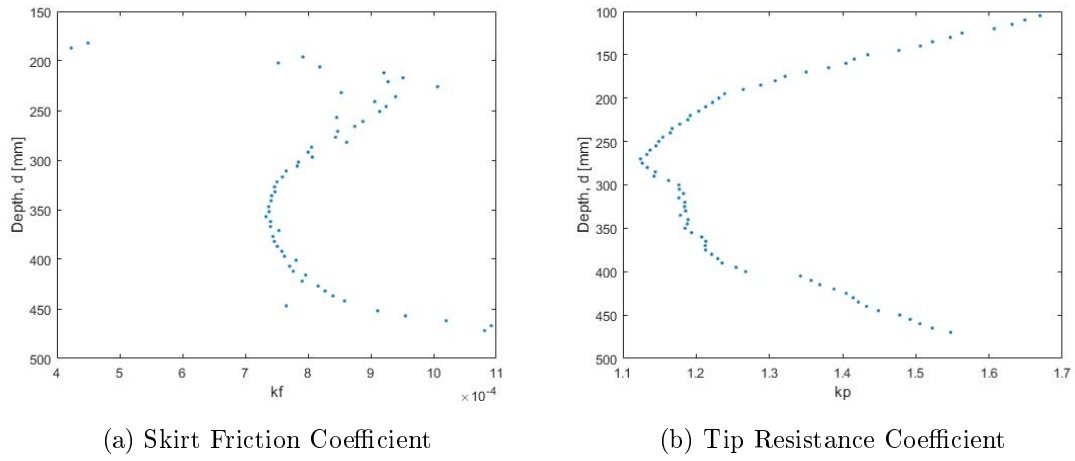 150
200
250
300
350
400
450
500
Depth, d [mm]
4 5 6 7 8 9 10 11
kf
×10-4
(a) Skirt Friction Coefficient
100
150
200
250
300
350
400
450
500
Depth, d [mm]
1.1 1.2 1.3 1.4 1.5 1.6 1.7
kp
(b) Tip Resistance Coefficient